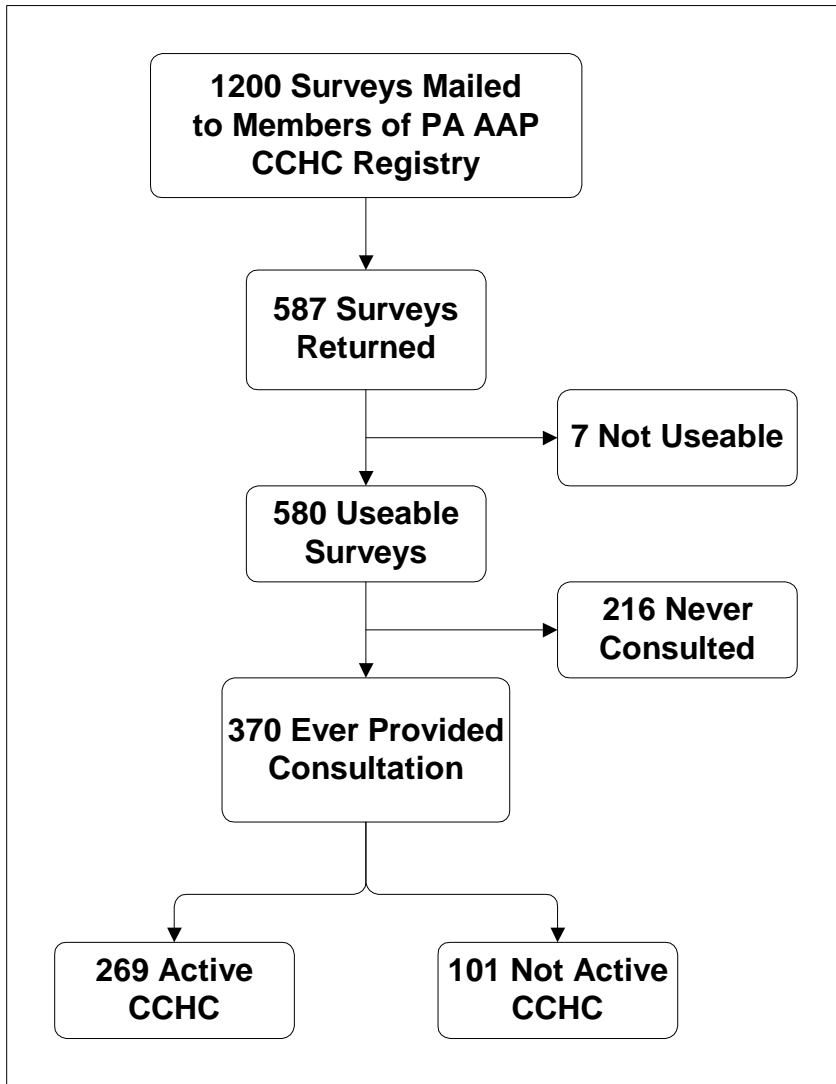 1200 Surveys Mailed
to Members of PA AAP
CCHC Registry
587 Surveys
Returned
7 Not Useable
580 Useable
Surveys
216 Never
Consulted
370 Ever Provided
Consultation
269 Active
CCHC
101 Not Active
CCHC